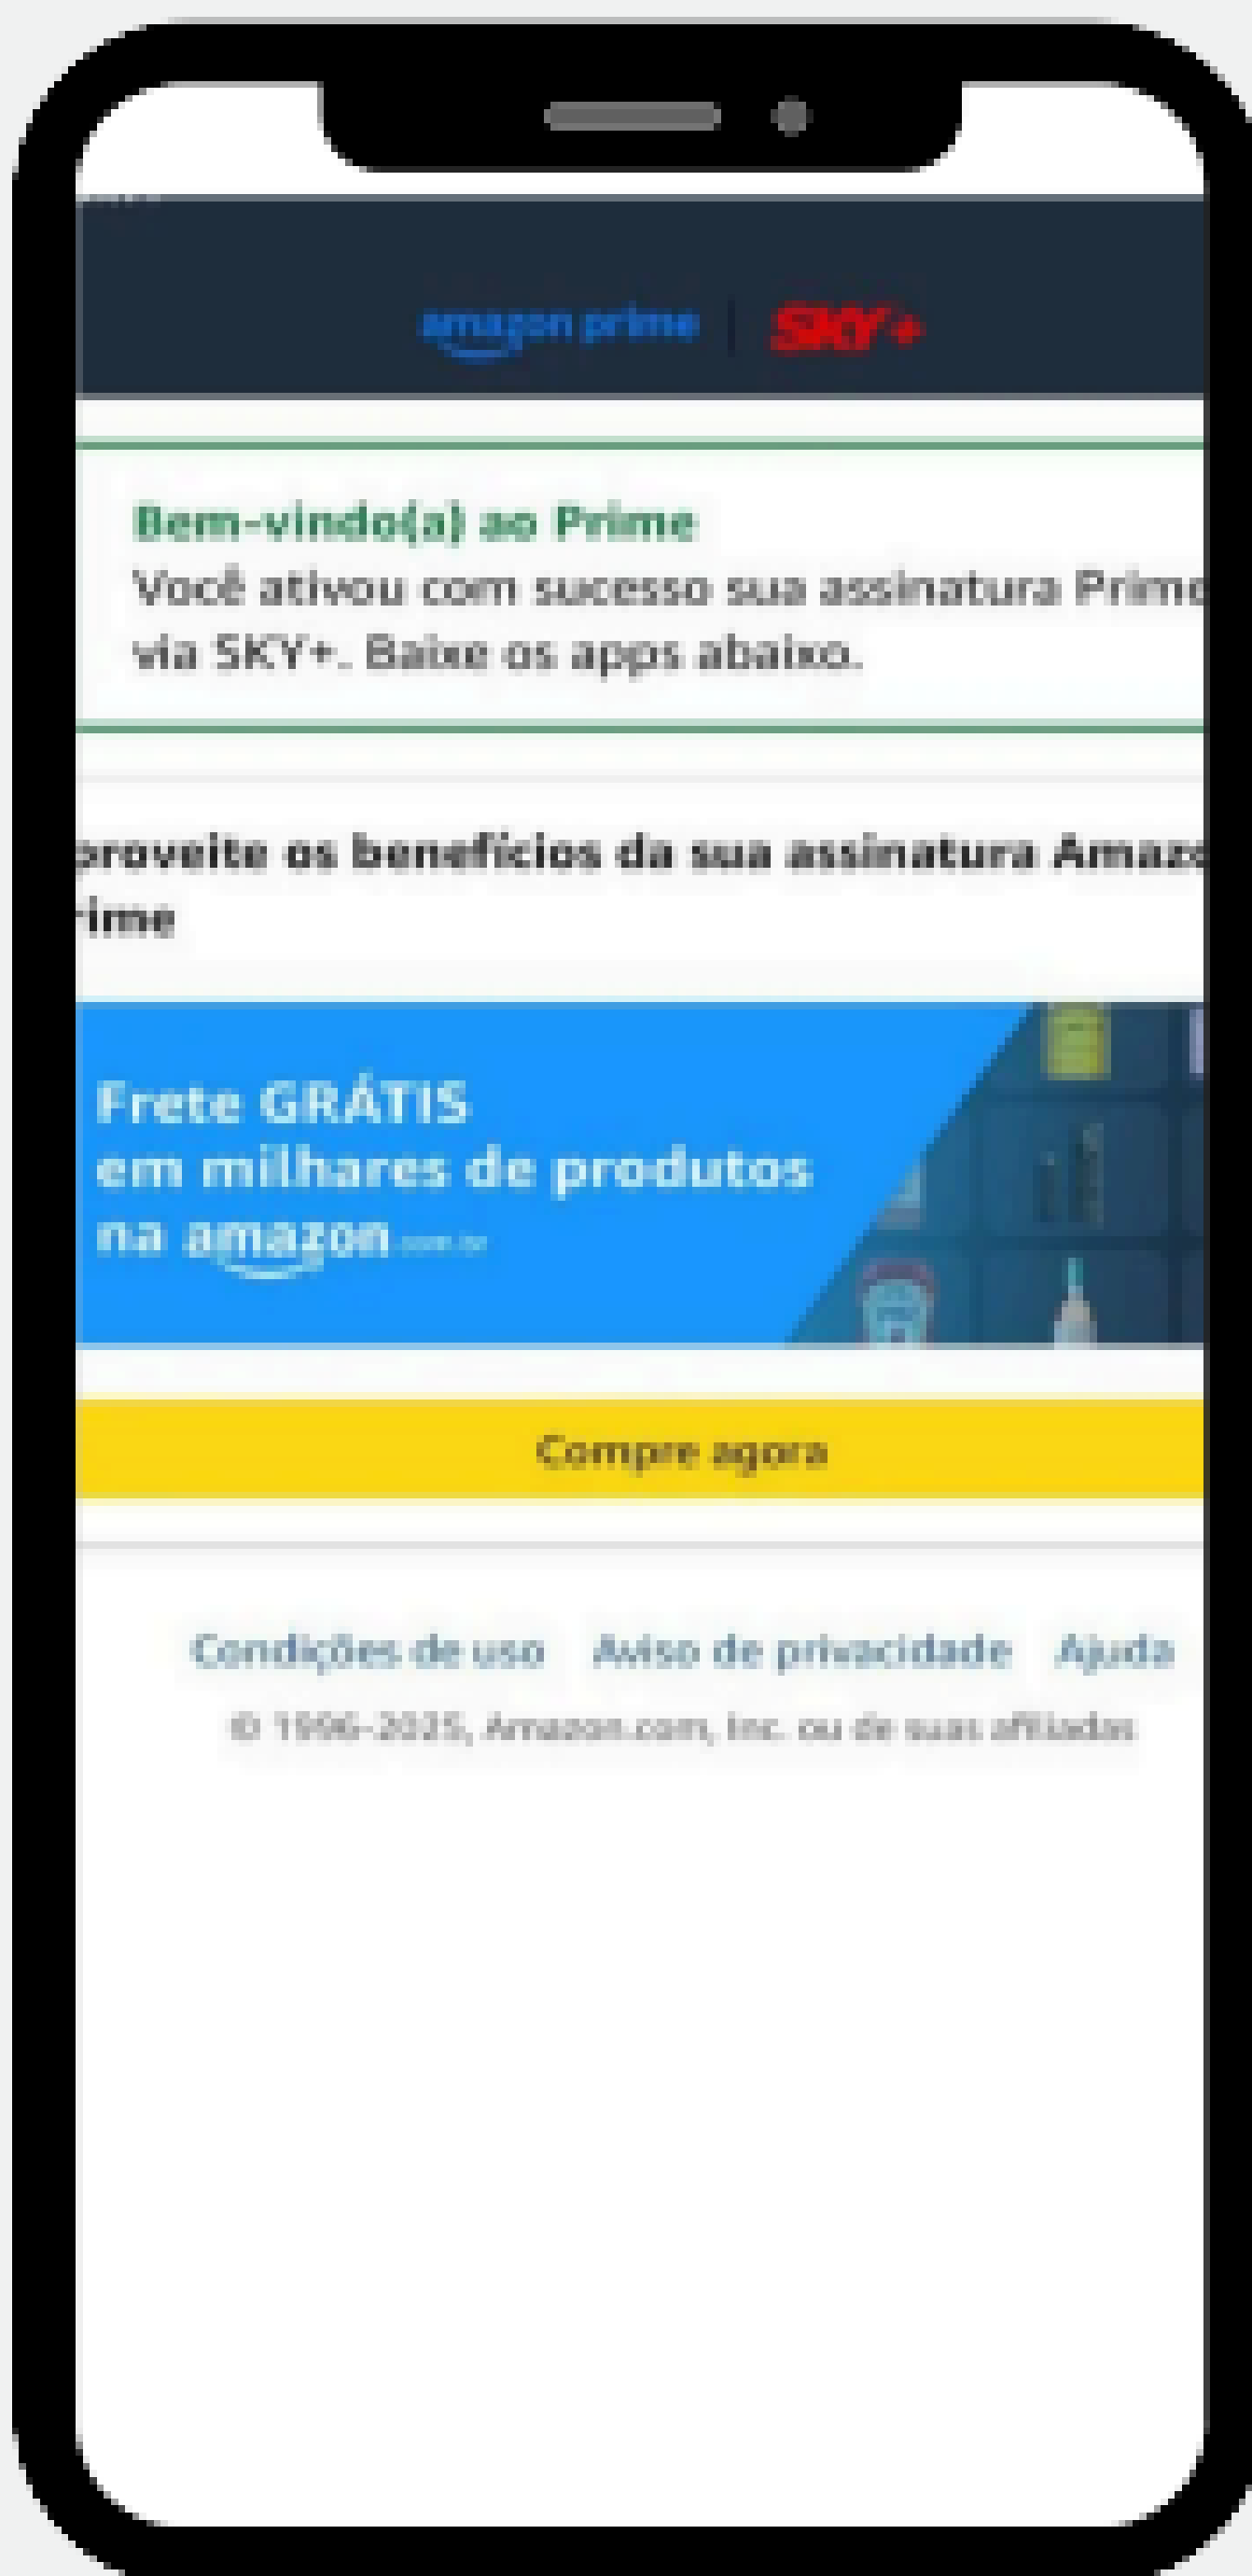 amazon prime | SKY+
Bem-vindo(a) ao Prime
Você ativou com sucesso sua assinatura Prime
via SKY+. Baixe os apps abaixo.
proveite os benefícios da sua assinatura Amazo
rime
Frete GRÁTIS
em milhares de produtos
na amazon.com.br
Compre agora
Condições de uso Aviso de privacidade Ajuda
© 1996-2025, Amazon.com, Inc. ou de suas afiliadas